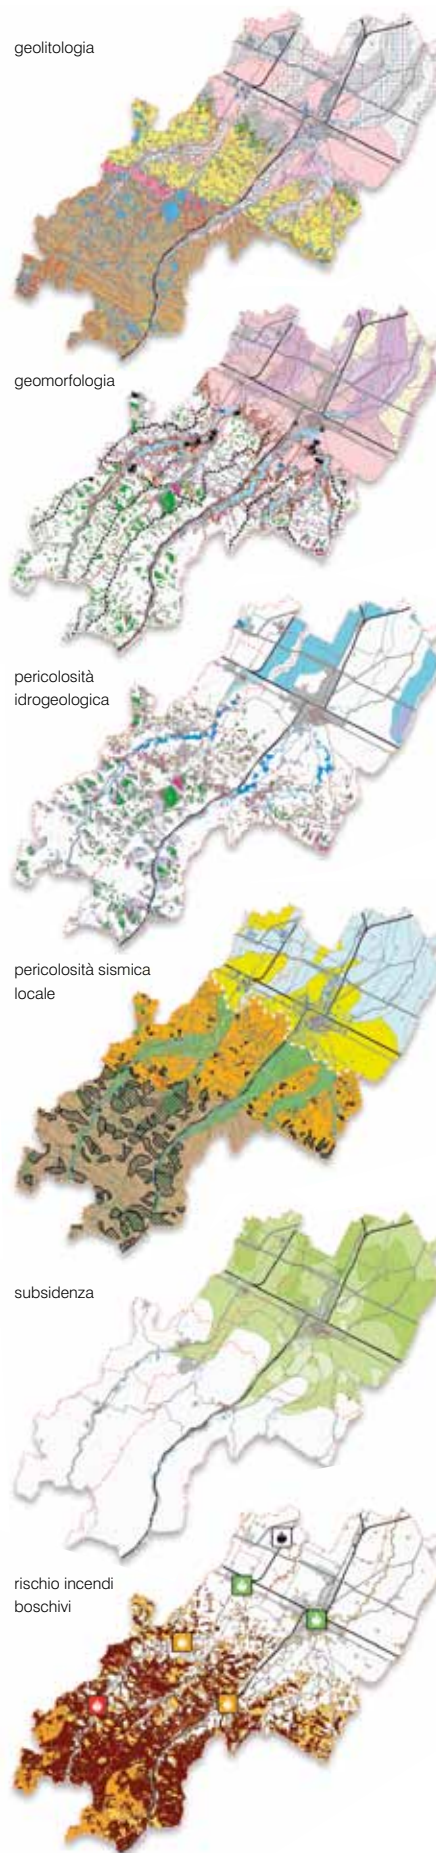 geolitologia
geomorfologia
pericolosità
idrogeologica
pericolosità sismica
locale
subsidenza
rischio incendi
boschivi